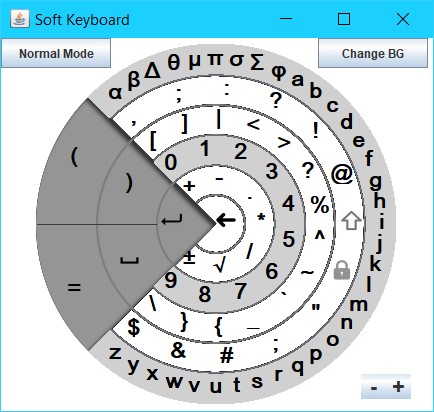 Soft Keyboard
Normal Mode
Change BG
α β Δ θ μ π σ Σ φ a b c d e f g h i j k l m n o p q r s t u v w x y z
, ; : ? ! @ " ; # & $
[ ] | < > ? % ^ ~ ` _ { } \
0 1 2 3 4 5 6 7 8 9
+ - . * / √ ±
(
)
=
- +